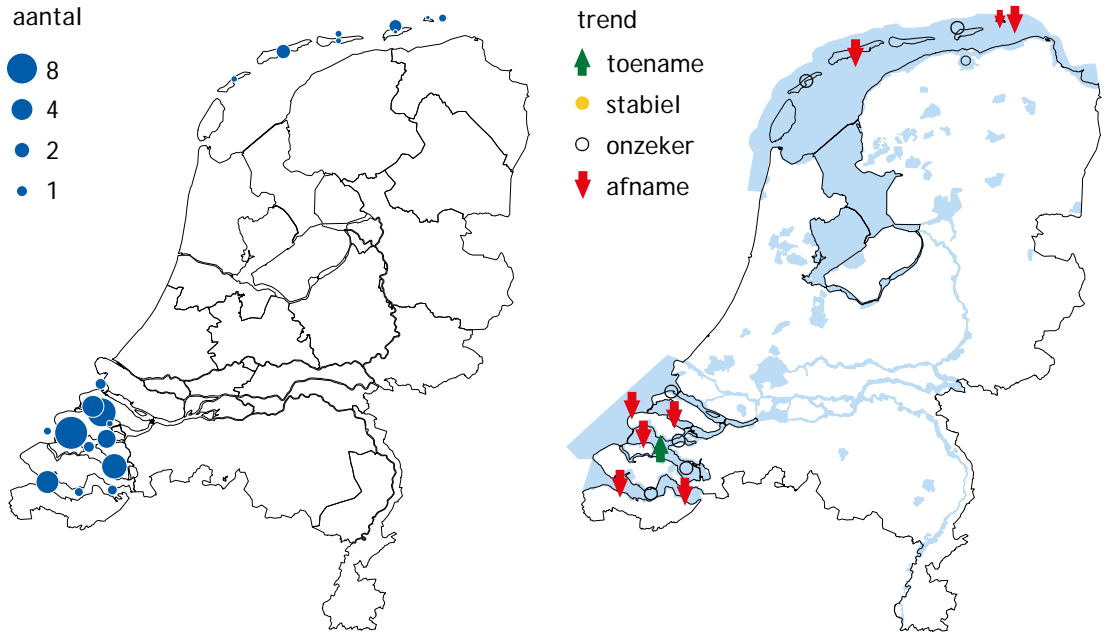 aantal
8
4
2
1
trend
toename
stabiel
onzeker
afname